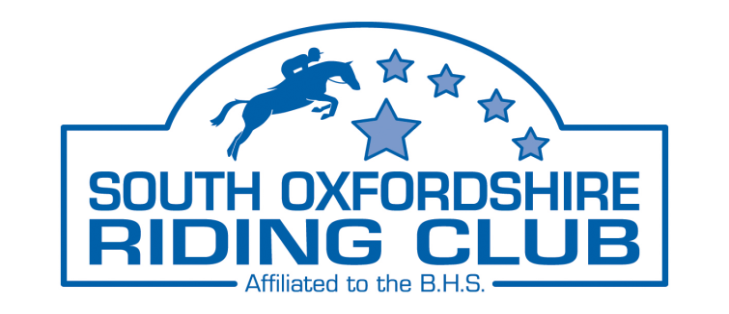 SOUTH OXFORDSHIRE
RIDING CLUB
Affiliated to the B.H.S.